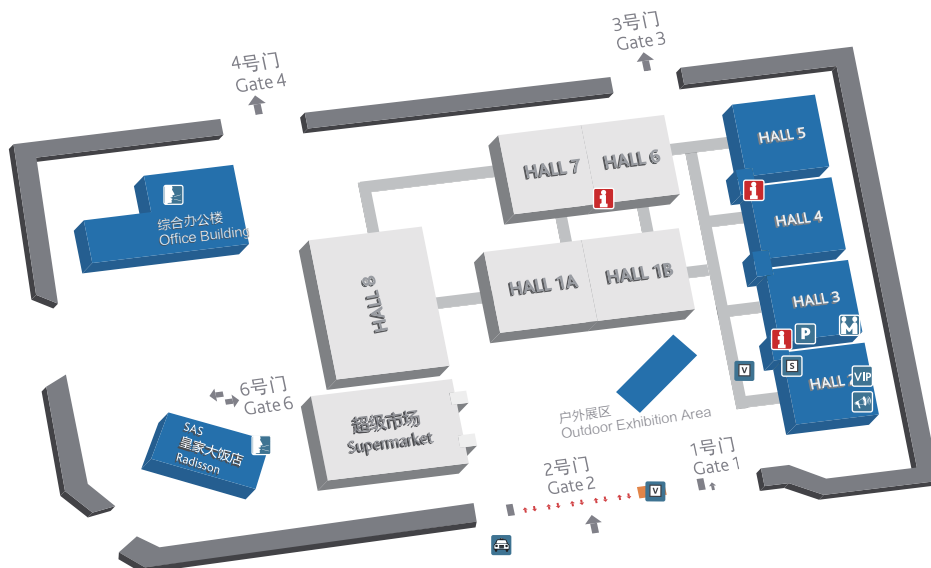 3号门
Gate 3
4号门
Gate 4
HALL 5
HALL 6
HALL 7
综合办公楼
Office Building
HALL 4
HALL 8
HALL 1A
HALL 1B
HALL 3
P
V
S
HALL 2
VIP
6号门
Gate 6
户外展区
Outdoor Exhibition Area
超级市场
Supermarket
SAS
皇家大饭店
Radisson
1号门
Gate 1
2号门
Gate 2
V